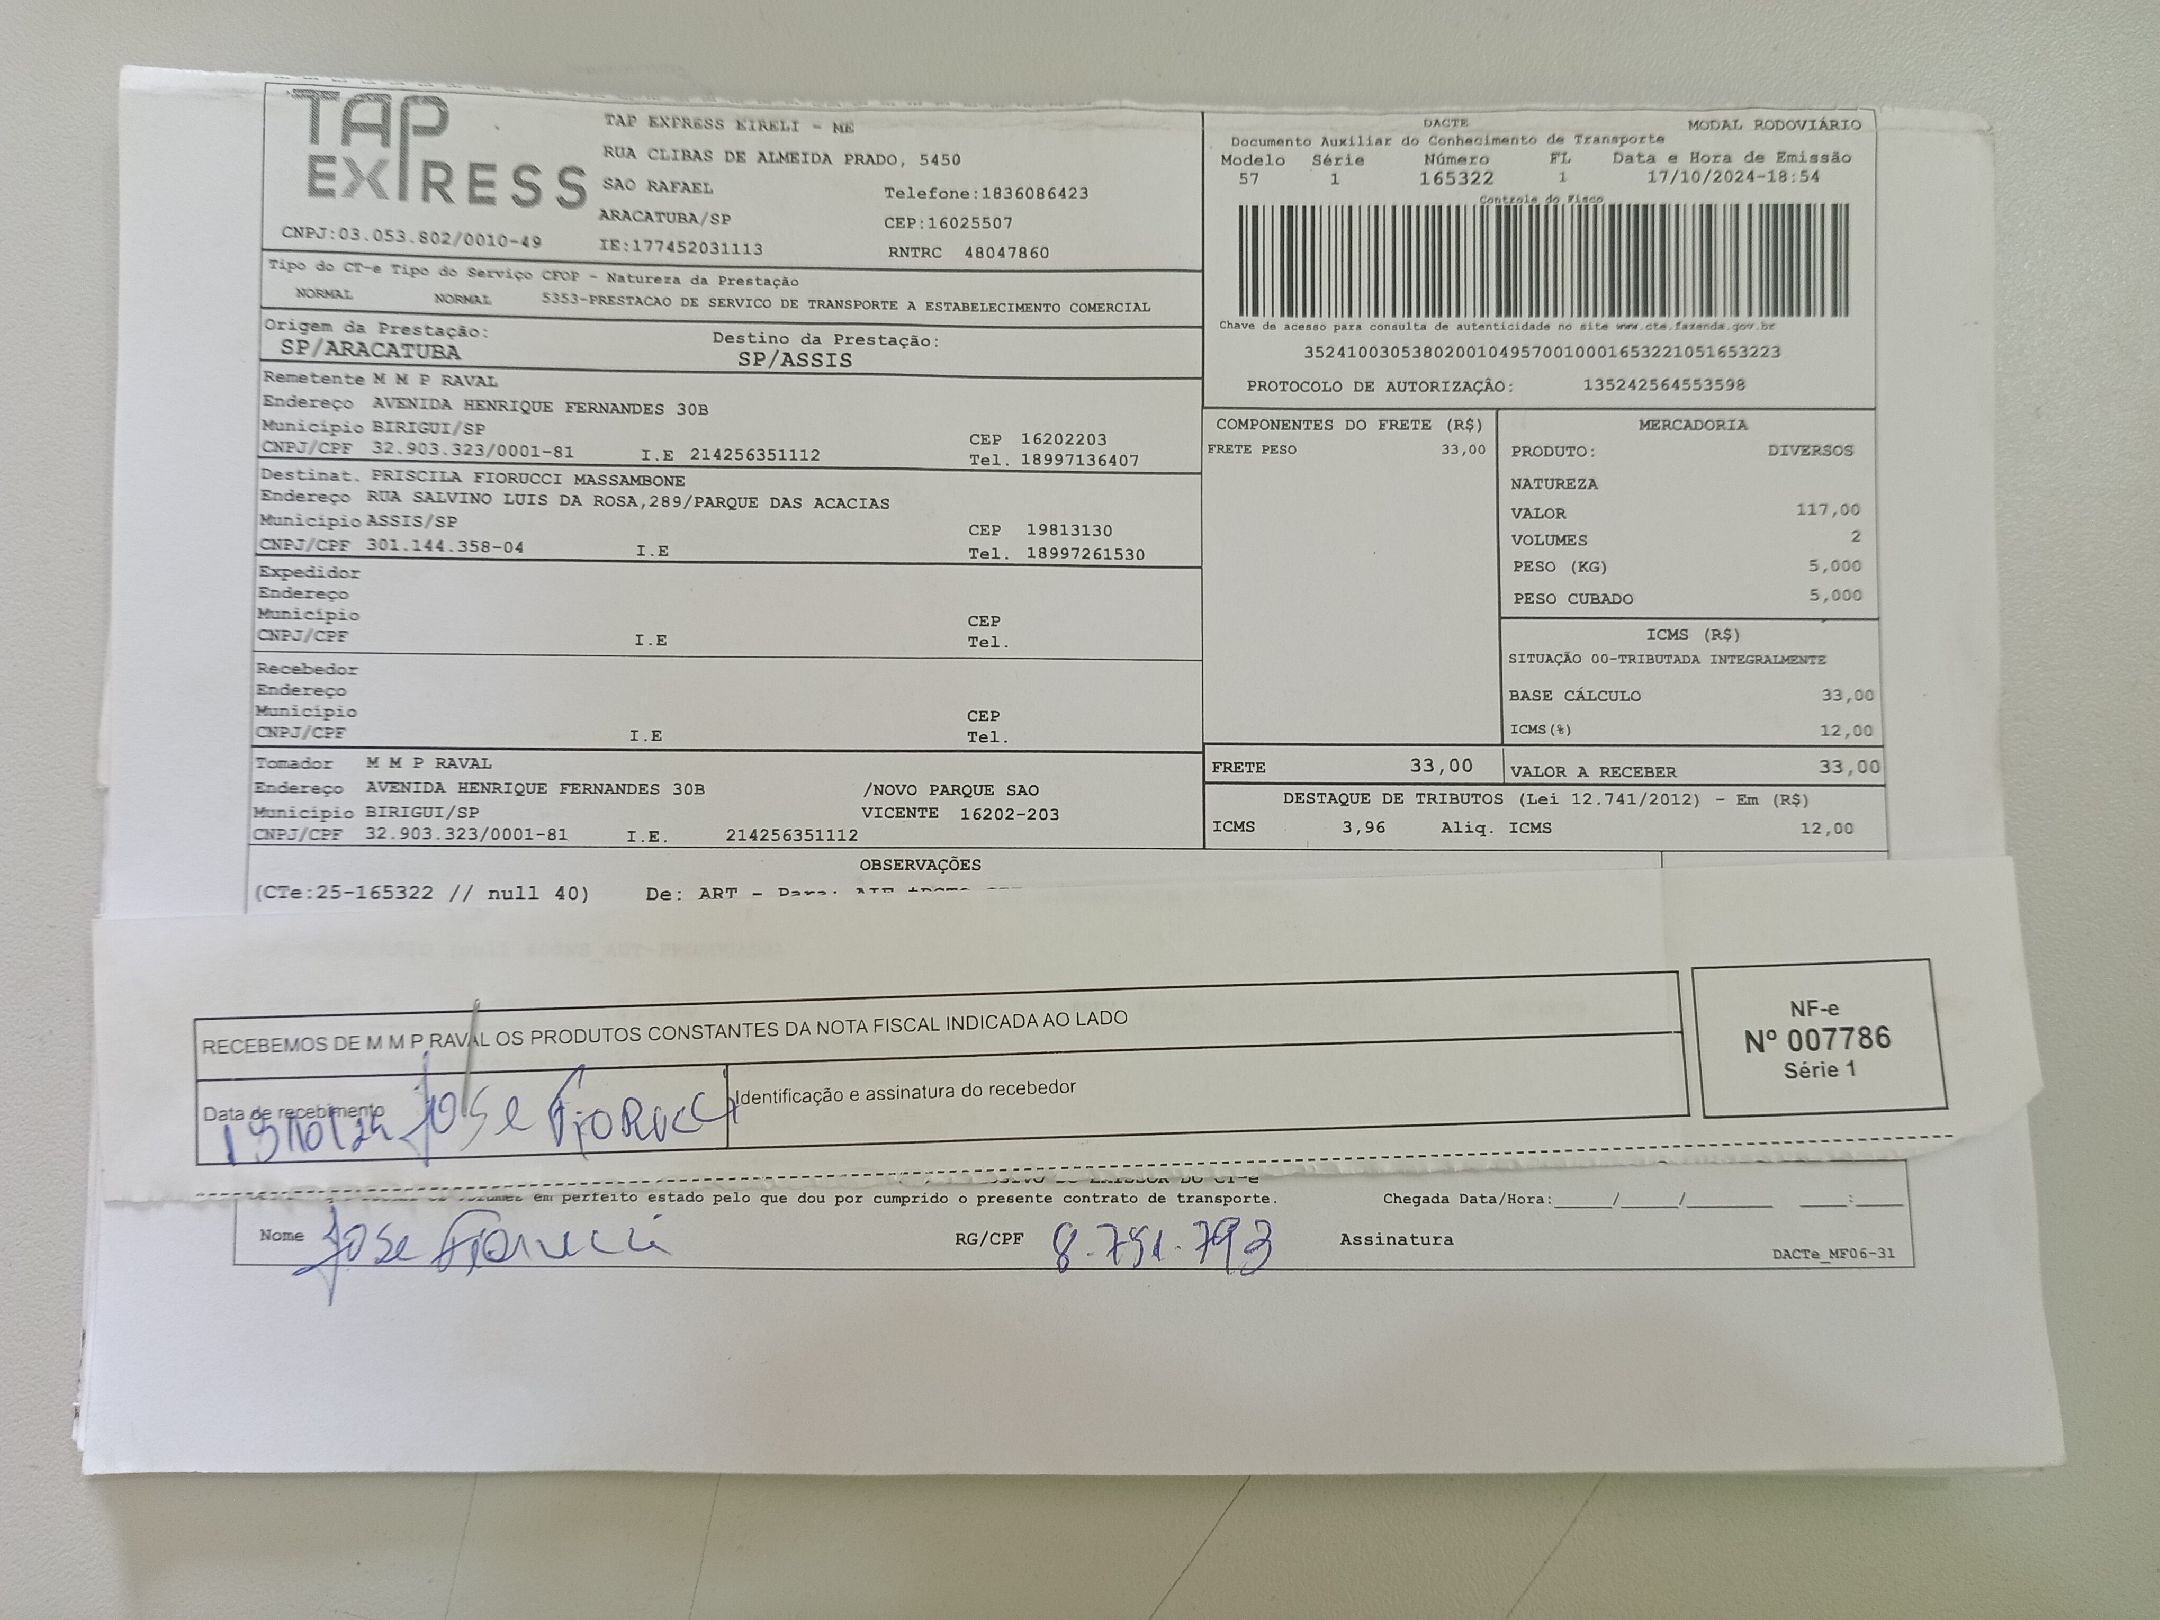 TAP EXPRESS
TAP EXPRESS EIRELI - ME
RUA CLIBAS DE ALMEIDA PRADO, 5450
SAO RAFAEL Telefone:1836086423
ARACATUBA/SP CEP:16025507
CNPJ:03.053.802/0010-49 IE:177452031113 RNTRC 48047860
Tipo do CT-e Tipo do Serviço CFOP - Natureza da Prestação
NORMAL NORMAL 5353-PRESTACAO DE SERVICO DE TRANSPORTE A ESTABELECIMENTO COMERCIAL
Origem da Prestação: Destino da Prestação:
SP/ARACATUBA SP/ASSIS
Remetente M M P RAVAL
Endereço AVENIDA HENRIQUE FERNANDES 30B
Município BIRIGUI/SP CEP 16202203
CNPJ/CPF 32.903.323/0001-81 I.E 214256351112 Tel. 18997136407
Destinat. PRISCILA FIORUCCI MASSAMBONE
Endereço RUA SALVINO LUIS DA ROSA,289/PARQUE DAS ACACIAS
Município ASSIS/SP CEP 19813130
CNPJ/CPF 301.144.358-04 I.E Tel. 18997261530
Expedidor
Endereço
Município CEP
CNPJ/CPF I.E Tel.
Recebedor
Endereço
Município CEP
CNPJ/CPF I.E Tel.
Tomador M M P RAVAL
Endereço AVENIDA HENRIQUE FERNANDES 30B /NOVO PARQUE SAO
Município BIRIGUI/SP VICENTE 16202-203
CNPJ/CPF 32.903.323/0001-81 I.E. 214256351112
DACTE MODAL RODOVIÁRIO
Documento Auxiliar do Conhecimento de Transporte
Modelo Série Número FL Data e Hora de Emissão
57 1 165322 1 17/10/2024-18:54
Controle do Fisco
Chave de acesso para consulta de autenticidade no site www.cte.fazenda.gov.br
35241003053802001049570010001653221051653223
PROTOCOLO DE AUTORIZAÇÂO: 135242564553598
COMPONENTES DO FRETE (R$)
FRETE PESO 33,00
MERCADORIA
PRODUTO: DIVERSOS
NATUREZA
VALOR 117,00
VOLUMES 2
PESO (KG) 5,000
PESO CUBADO 5,000
ICMS (R$)
SITUAÇÃO 00-TRIBUTADA INTEGRALMENTE
BASE CÁLCULO 33,00
ICMS(%) 12,00
FRETE 33,00 VALOR A RECEBER 33,00
DESTAQUE DE TRIBUTOS (Lei 12.741/2012) - Em (R$)
ICMS 3,96 Aliq. ICMS 12,00
OBSERVAÇÕES
(CTe:25-165322 // null 40) De: ART - Para:
RECEBEMOS DE M M P RAVAL OS PRODUTOS CONSTANTES DA NOTA FISCAL INDICADA AO LADO
Data de recebimento Identificação e assinatura do recebedor
19/10/24 Jose Fiorucci
NF-e
Nº 007786
Série 1
em perfeito estado pelo que dou por cumprido o presente contrato de transporte. Chegada Data/Hora:____/____/______ ___:___
Nome Jose Fiorucci RG/CPF 8.751.793 Assinatura
DACTe_MF06-31